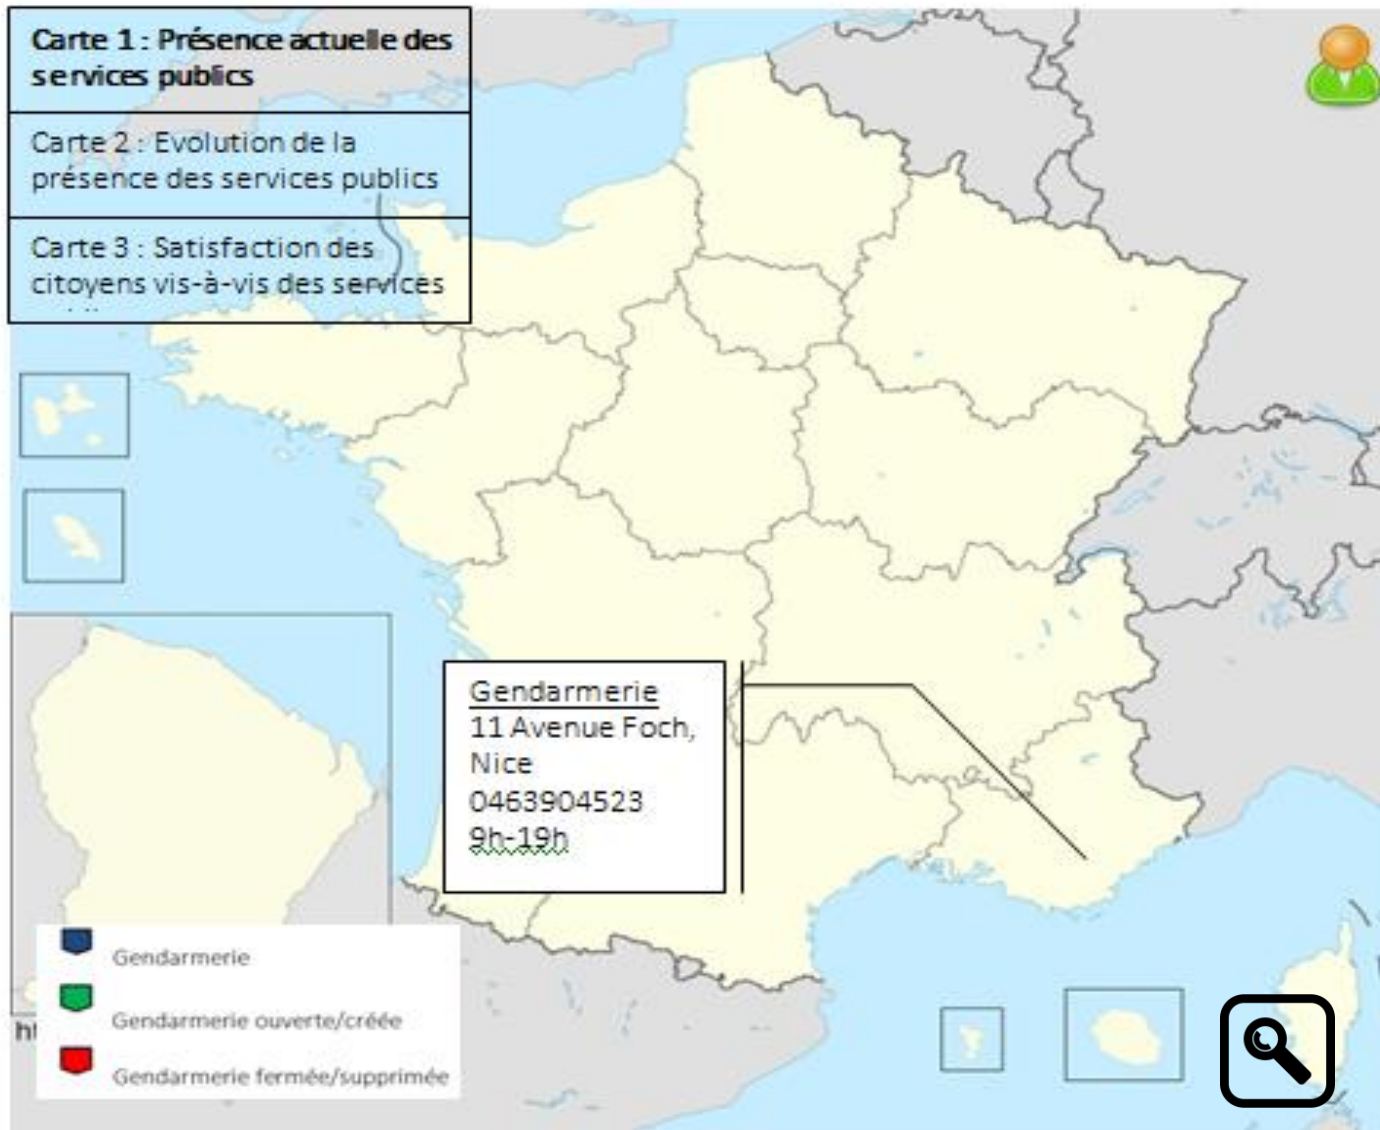 Carte 1 : Présence actuelle des
services publics
Carte 2 : Evolution de la
présence des services publics
Carte 3 : Satisfaction des
citoyens vis-à-vis des services
Gendarmerie
11 Avenue Foch,
Nice
0463904523
9h-19h
Gendarmerie
Gendarmerie ouverte/créée
Gendarmerie fermée/supprimée